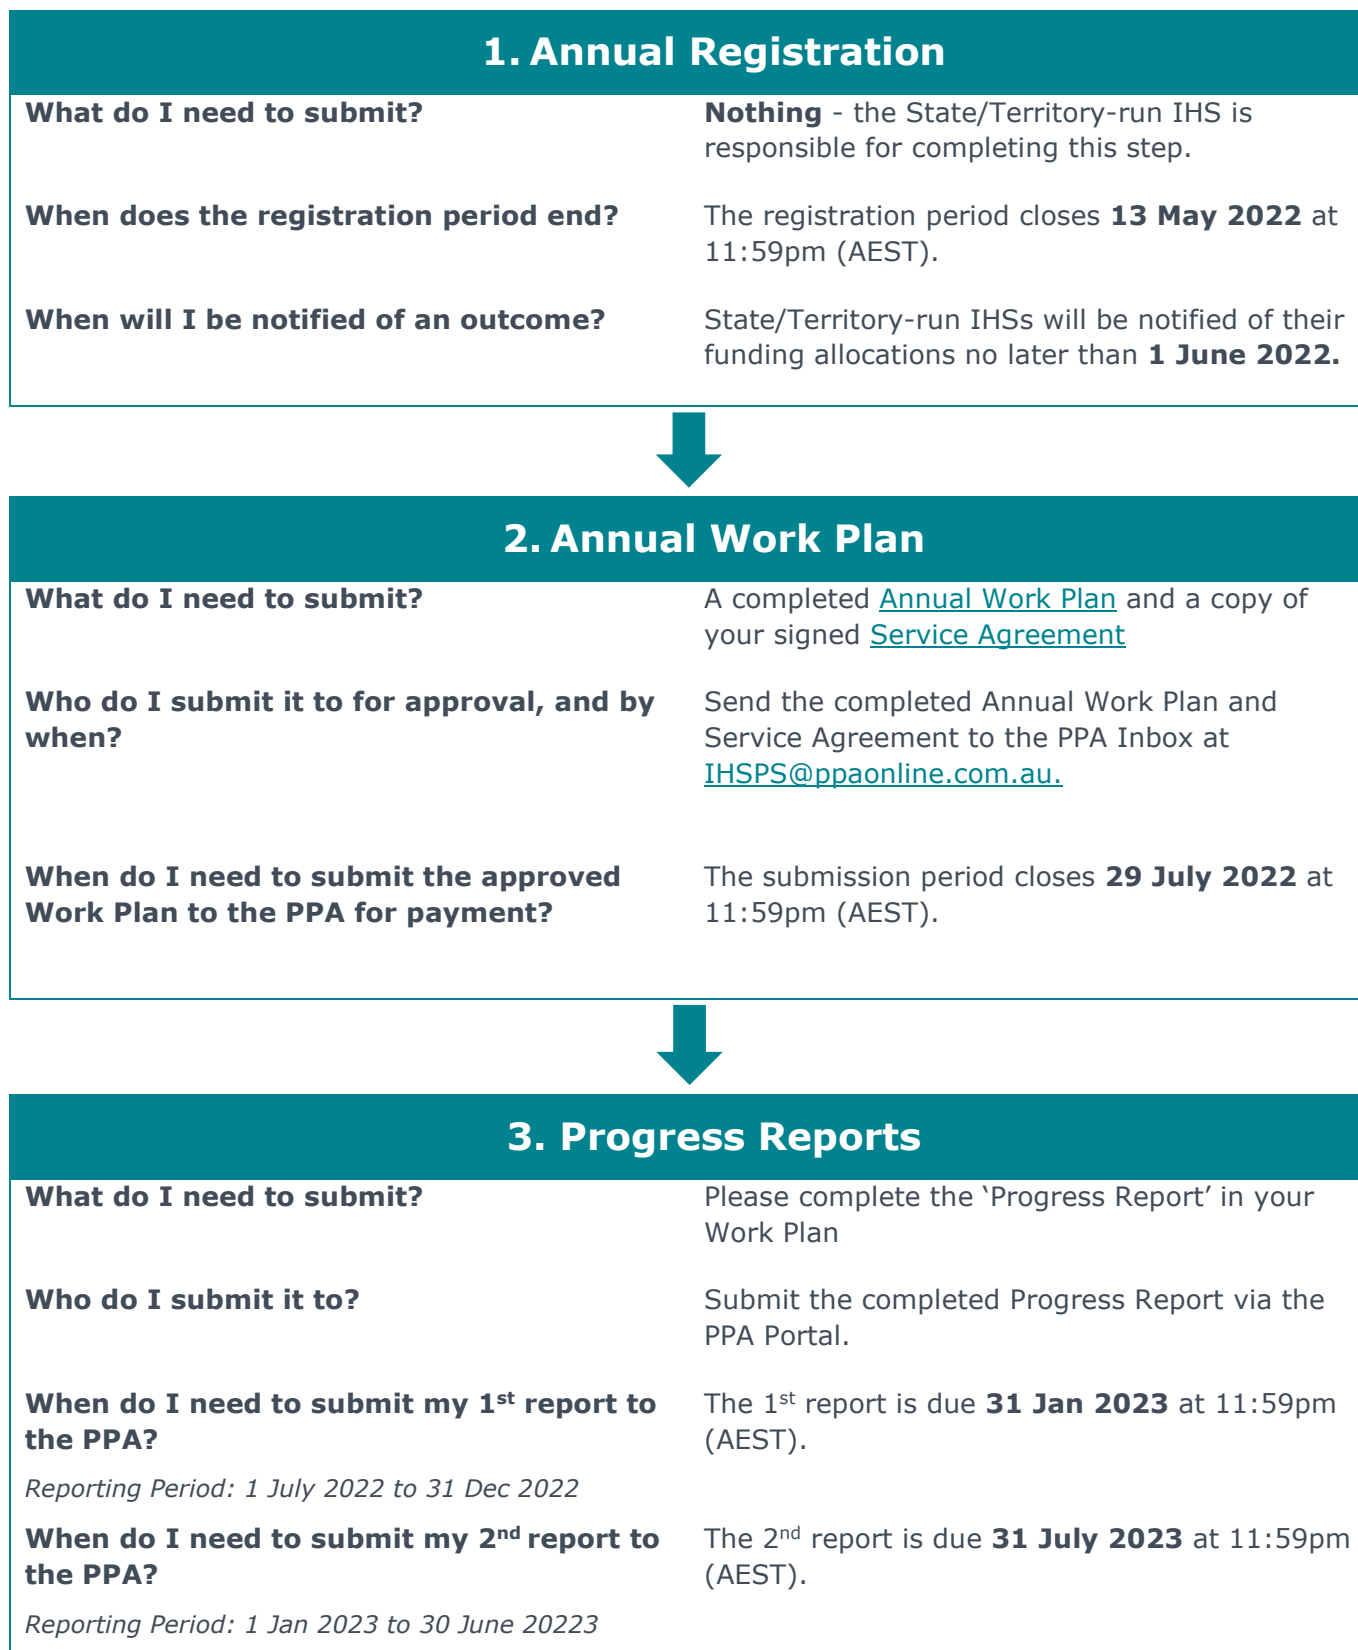 1. Annual Registration
What do I need to submit?
Nothing - the State/Territory-run IHS is
responsible for completing this step.
When does the registration period end?
The registration period closes 13 May 2022 at
11:59pm (AEST).
When will I be notified of an outcome?
State/Territory-run IHSs will be notified of their
funding allocations no later than 1 June 2022.
2. Annual Work Plan
What do I need to submit?
A completed Annual Work Plan and a copy of
your signed Service Agreement
Who do I submit it to for approval, and by
when?
Send the completed Annual Work Plan and
Service Agreement to the PPA Inbox at
IHSPS@ppaonline.com.au.
When do I need to submit the approved
Work Plan to the PPA for payment?
The submission period closes 29 July 2022 at
11:59pm (AEST).
3. Progress Reports
What do I need to submit?
Please complete the ‘Progress Report’ in your
Work Plan
Who do I submit it to?
Submit the completed Progress Report via the
PPA Portal.
When do I need to submit my 1st report to
the PPA?
The 1st report is due 31 Jan 2023 at 11:59pm
(AEST).
Reporting Period: 1 July 2022 to 31 Dec 2022
When do I need to submit my 2nd report to
the PPA?
The 2nd report is due 31 July 2023 at 11:59pm
(AEST).
Reporting Period: 1 Jan 2023 to 30 June 20223